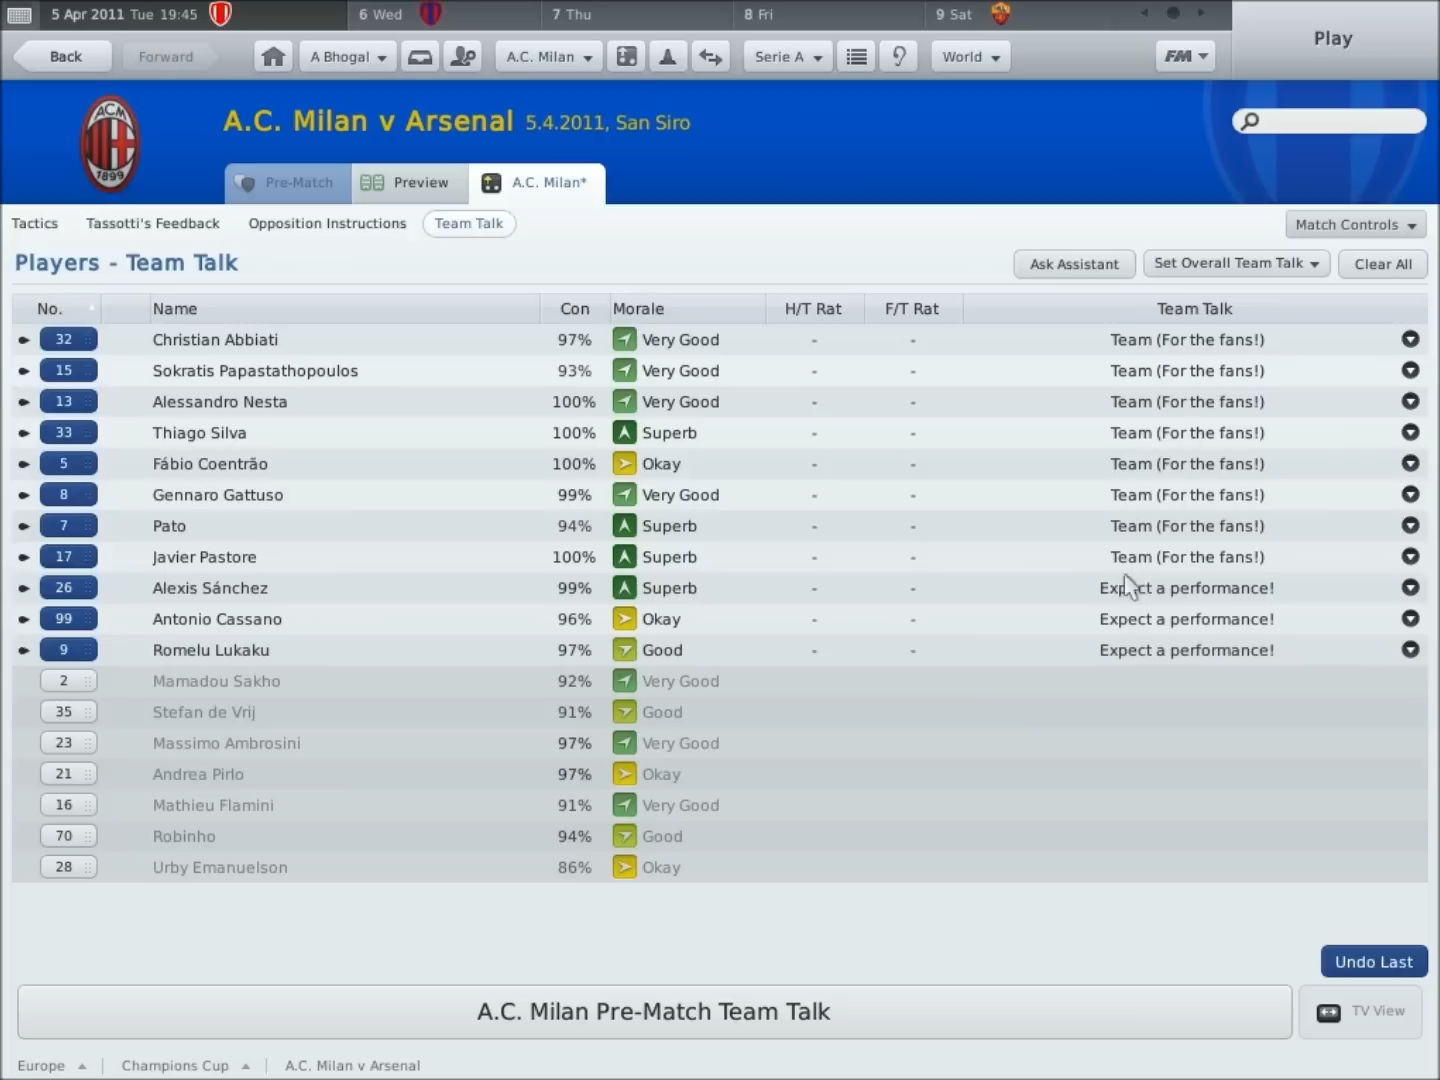 5 Apr 2011 Tue 19:45 6 Wed 7 Thu 8 Fri 9 Sat
Play
Back Forward A Bhogal A.C. Milan Serie A World FM
ACM
1899
A.C. Milan v Arsenal 5.4.2011, San Siro
Pre-Match Preview A.C. Milan*
Tactics Tassotti's Feedback Opposition Instructions Team Talk Match Controls
Players - Team Talk Ask Assistant Set Overall Team Talk Clear All
No. Name Con Morale H/T Rat F/T Rat Team Talk
32 Christian Abbiati 97% Very Good - - Team (For the fans!)
15 Sokratis Papastathopoulos 93% Very Good - - Team (For the fans!)
13 Alessandro Nesta 100% Very Good - - Team (For the fans!)
33 Thiago Silva 100% Superb - - Team (For the fans!)
5 Fábio Coentrão 100% Okay - - Team (For the fans!)
8 Gennaro Gattuso 99% Very Good - - Team (For the fans!)
7 Pato 94% Superb - - Team (For the fans!)
17 Javier Pastore 100% Superb - - Team (For the fans!)
26 Alexis Sánchez 99% Superb - - Expect a performance!
99 Antonio Cassano 96% Okay - - Expect a performance!
9 Romelu Lukaku 97% Good - - Expect a performance!
2 Mamadou Sakho 92% Very Good
35 Stefan de Vrij 91% Good
23 Massimo Ambrosini 97% Very Good
21 Andrea Pirlo 97% Okay
16 Mathieu Flamini 91% Very Good
70 Robinho 94% Good
28 Urby Emanuelson 86% Okay
Undo Last
A.C. Milan Pre-Match Team Talk TV View
Europe Champions Cup A.C. Milan v Arsenal